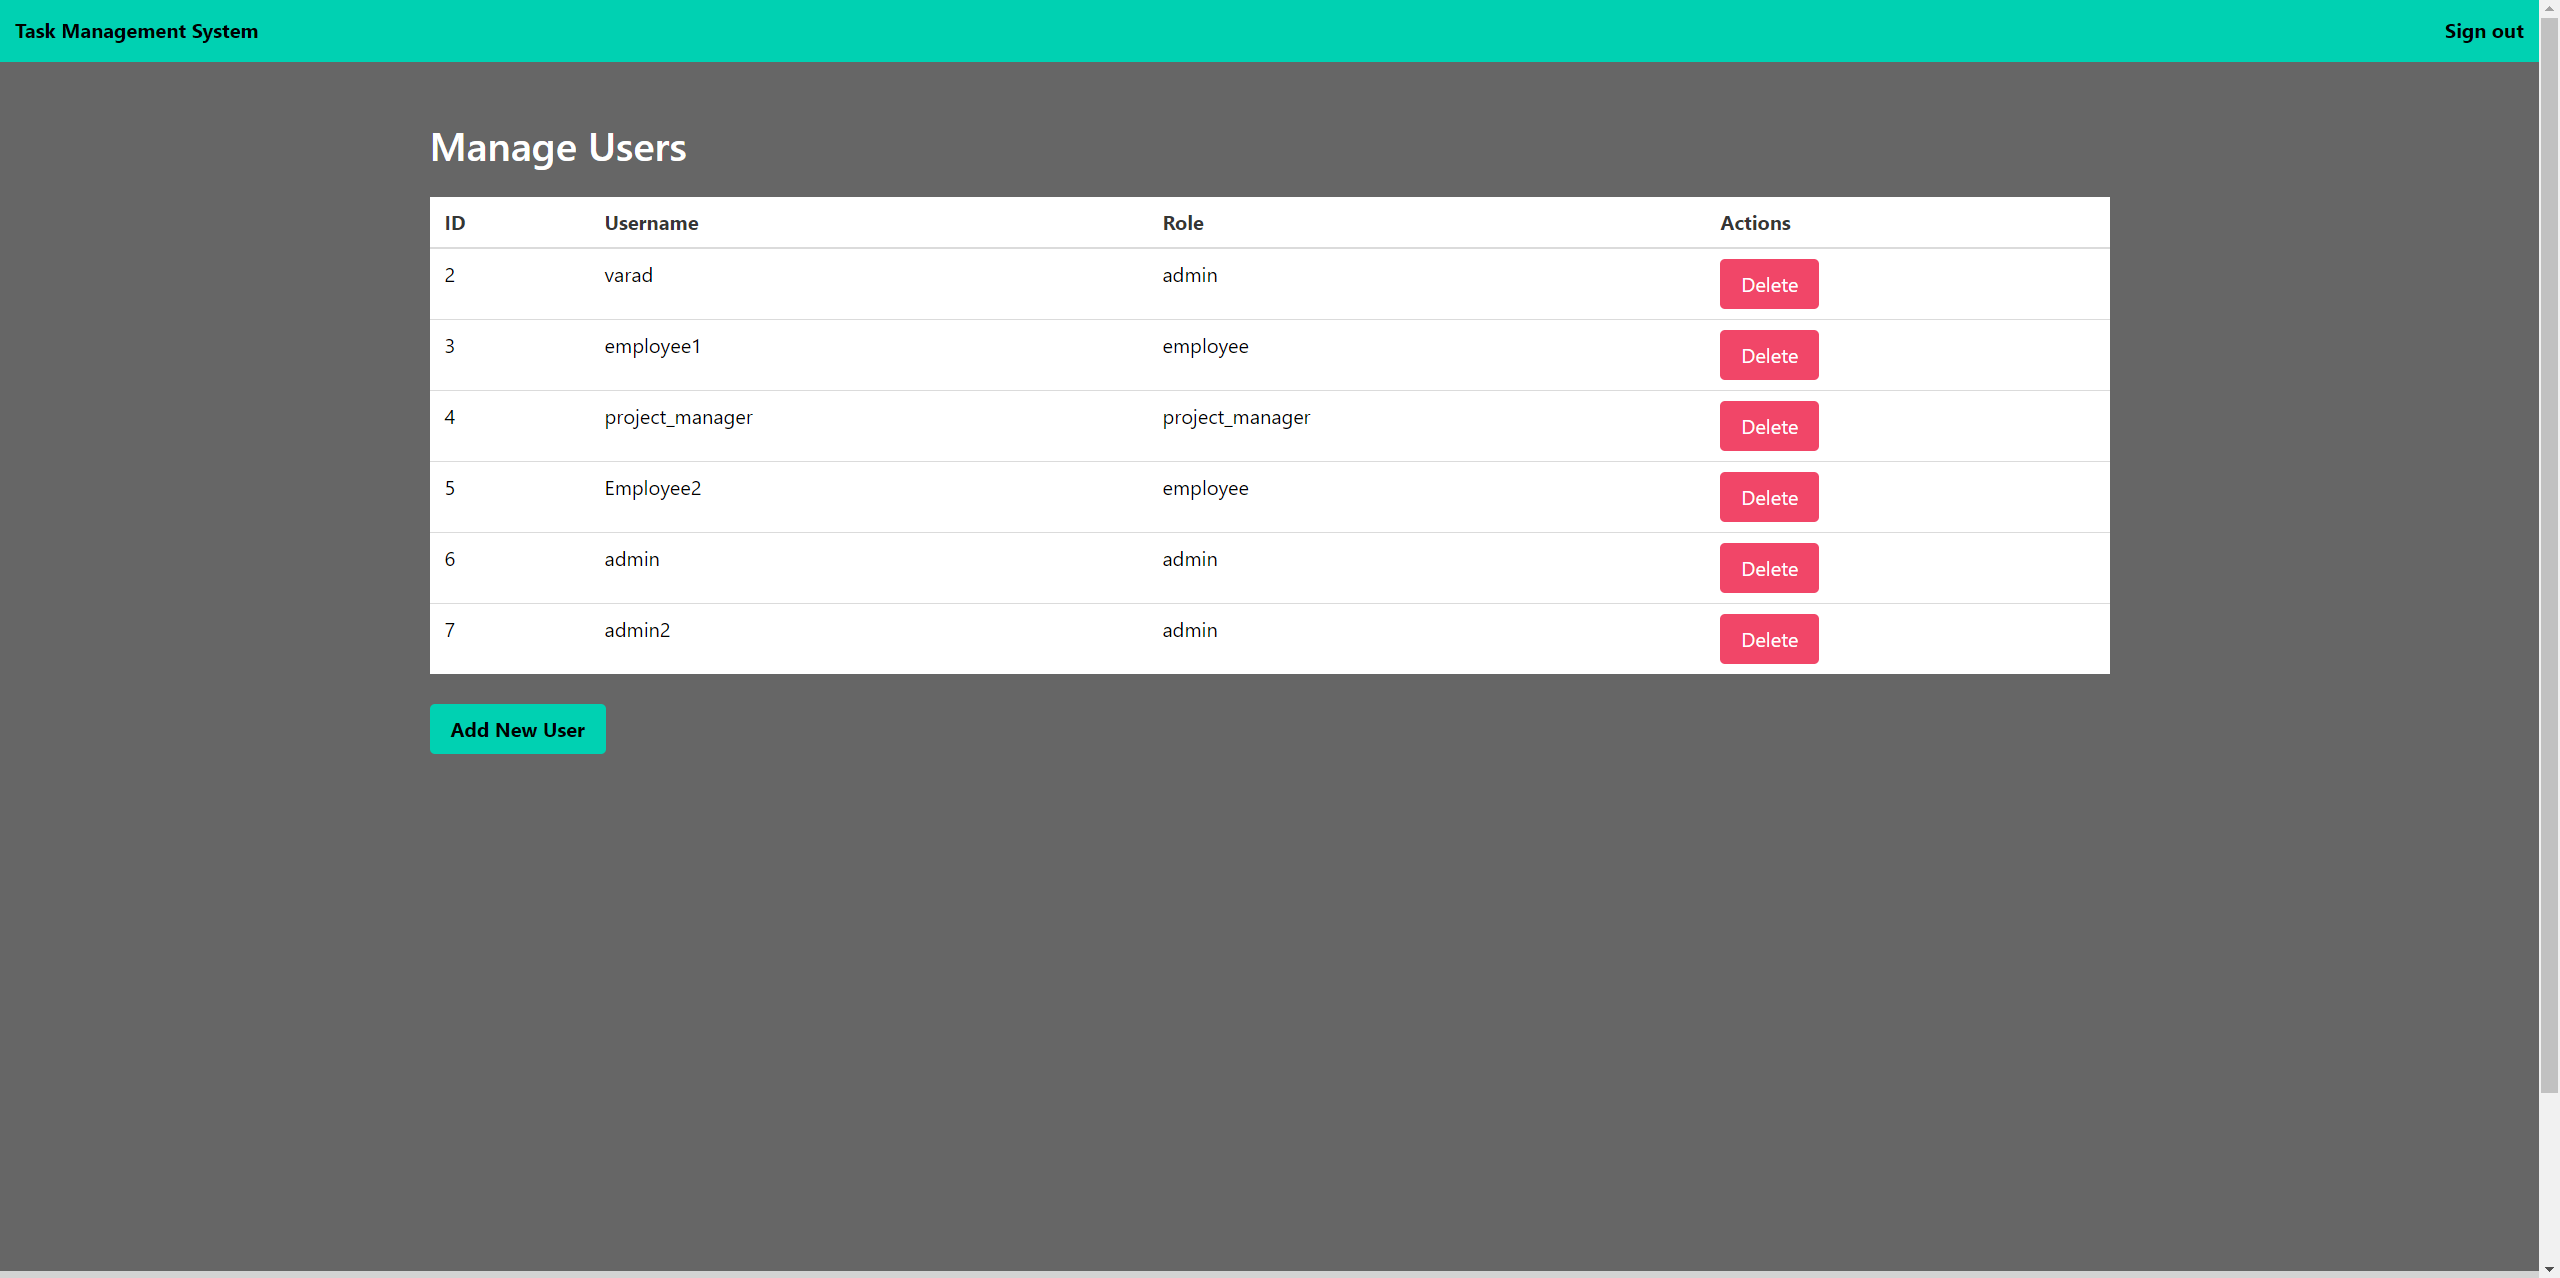 Task Management System Sign out
Manage Users
ID Username Role Actions
2 varad admin Delete
3 employee1 employee Delete
4 project_manager project_manager Delete
5 Employee2 employee Delete
6 admin admin Delete
7 admin2 admin Delete
Add New User